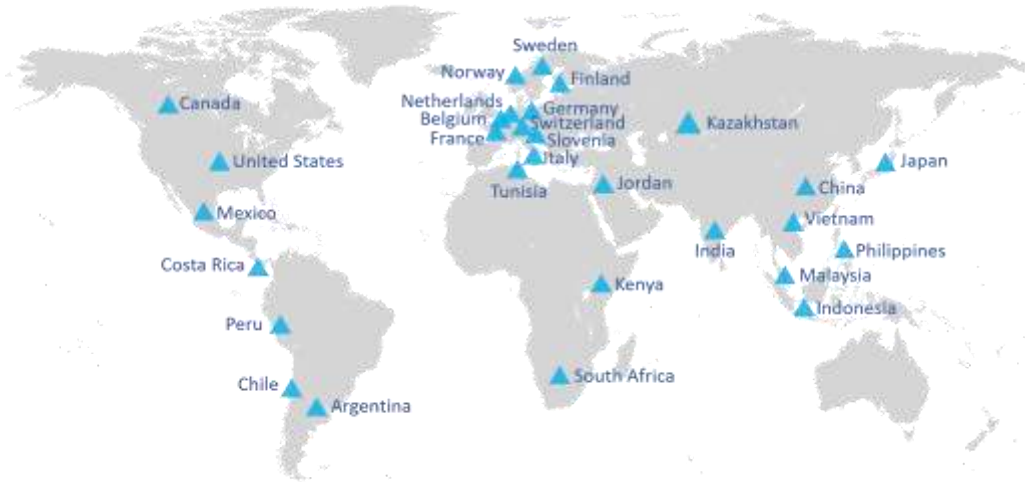 Sweden
Norway
Finland
Canada
Netherlands
Germany
Belgium
Switzerland
Kazakhstan
France
Slovenia
Italy
United States
Japan
Tunisia
Jordan
China
Mexico
Vietnam
India
Philippines
Costa Rica
Malaysia
Kenya
Indonesia
Peru
South Africa
Chile
Argentina